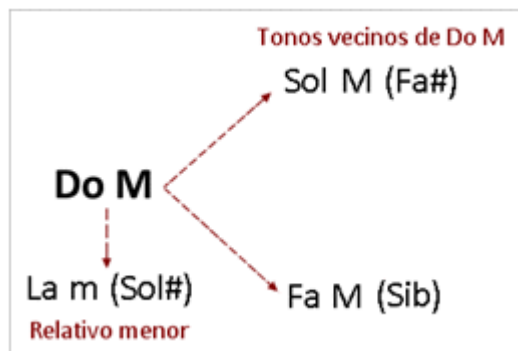 Tonos vecinos de Do M
Sol M (Fa#)
Do M
La m (Sol#)
Fa M (Sib)
Relativo menor